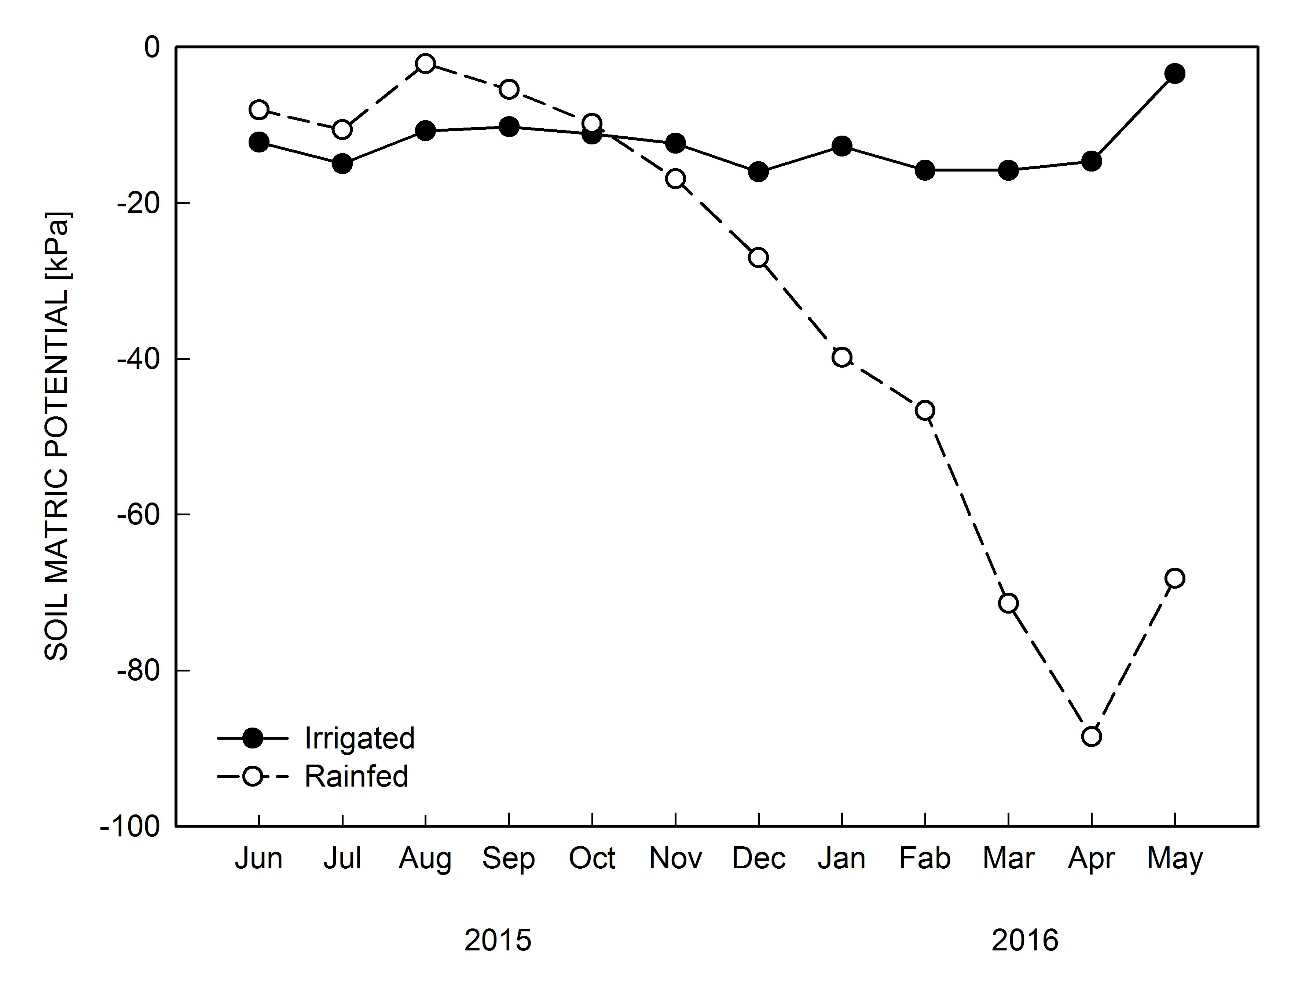 0
-20
-40
-60
-80
-100
SOIL MATRIC POTENTIAL [kPa]
Irrigated
Rainfed
Jun Jul Aug Sep Oct Nov Dec Jan Fab Mar Apr May
2015 2016